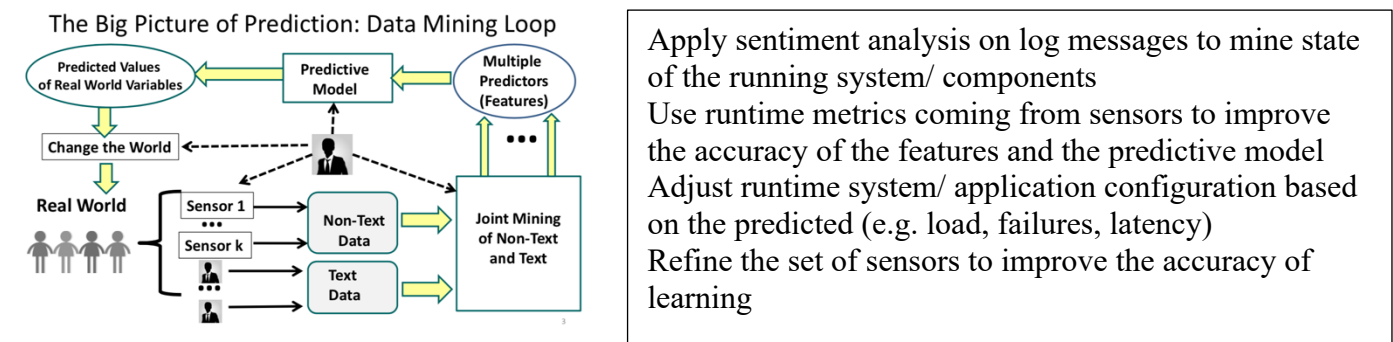 The Big Picture of Prediction: Data Mining Loop
Predicted Values
of Real World Variables
Predictive
Model
Multiple
Predictors
(Features)
Change the World
...
Real World
Sensor 1
...
Sensor k
...
Non-Text
Data
Text
Data
Joint Mining
of Non-Text
and Text
3
Apply sentiment analysis on log messages to mine state
of the running system/ components
Use runtime metrics coming from sensors to improve
the accuracy of the features and the predictive model
Adjust runtime system/ application configuration based
on the predicted (e.g. load, failures, latency)
Refine the set of sensors to improve the accuracy of
learning